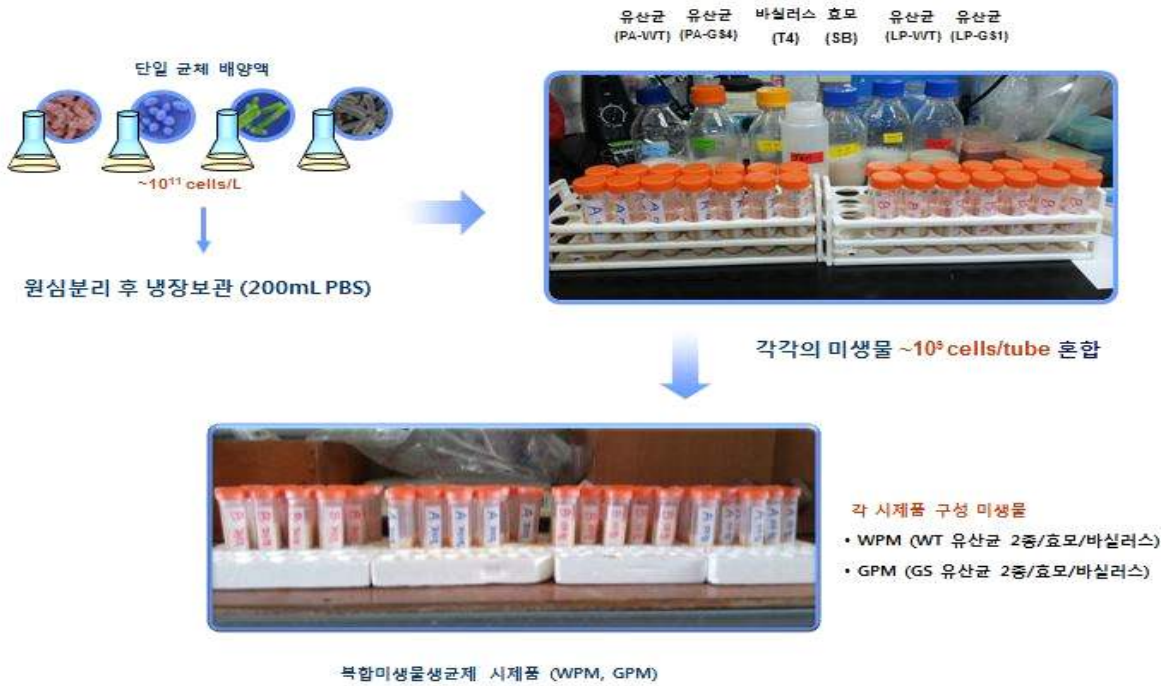 유산균 유산균 바실러스 효모 유산균 유산균
(PA-WT) (PA-GS4) (T4) (SB) (LP-WT) (LP-GS1)
단일 균체 배양액
~10¹¹ cells/L
원심분리 후 냉장보관 (200mL PBS)
각각의 미생물 ~10⁹ cells/tube 혼합
각 시제품 구성 미생물
• WPM (WT 유산균 2종/효모/바실러스)
• GPM (GS 유산균 2종/효모/바실러스)
복합미생물생균제 시제품 (WPM, GPM)